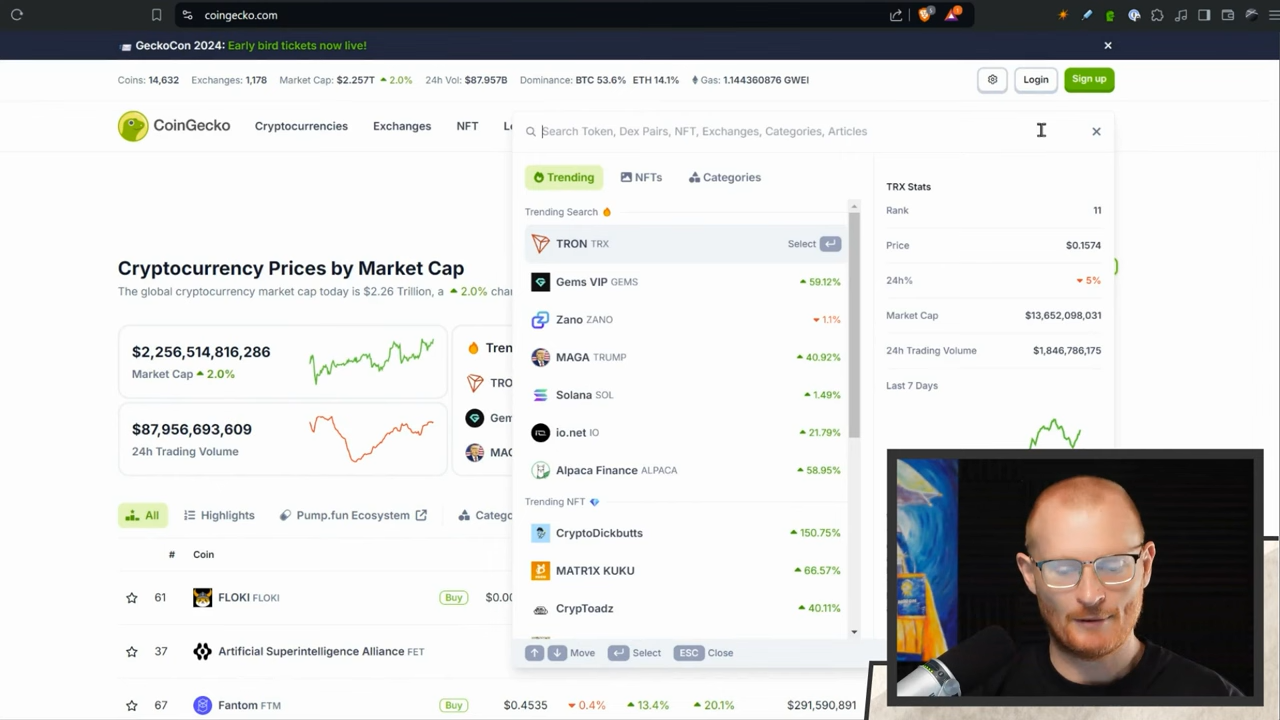 coingecko.com
GeckoCon 2024: Early bird tickets now live!
Coins: 14,632 Exchanges: 1,178 Market Cap: $2.257T 2.0% 24h Vol: $87.957B Dominance: BTC 53.6% ETH 14.1% Gas: 1.144360876 GWEI
Login
Sign up
CoinGecko Cryptocurrencies Exchanges NFT
Search Token, Dex Pairs, NFT, Exchanges, Categories, Articles
Trending NFTs Categories
Trending Search
TRON TRX Select
Gems VIP GEMS 59.12%
Zano ZANO 1.1%
MAGA TRUMP 40.92%
Solana SOL 1.49%
io.net IO 21.79%
Alpaca Finance ALPACA 58.95%
Trending NFT
CryptoDickbutts 150.75%
MATR1X KUKU 66.57%
CrypToadz 40.11%
Move Select ESC Close
TRX Stats
Rank 11
Price $0.1574
24h% 5%
Market Cap $13,652,098,031
24h Trading Volume $1,846,786,175
Last 7 Days
Cryptocurrency Prices by Market Cap
The global cryptocurrency market cap today is $2.26 Trillion, a 2.0% cha
$2,256,514,816,286
Market Cap 2.0%
$87,956,693,609
24h Trading Volume
Tren
TRO
Gem
MAG
All Highlights Pump.fun Ecosystem Catego
# Coin
61 FLOKI FLOKI Buy $0.00
37 Artificial Superintelligence Alliance FET
67 Fantom FTM Buy $0.4535 0.4% 13.4% 20.1% $291,590,891